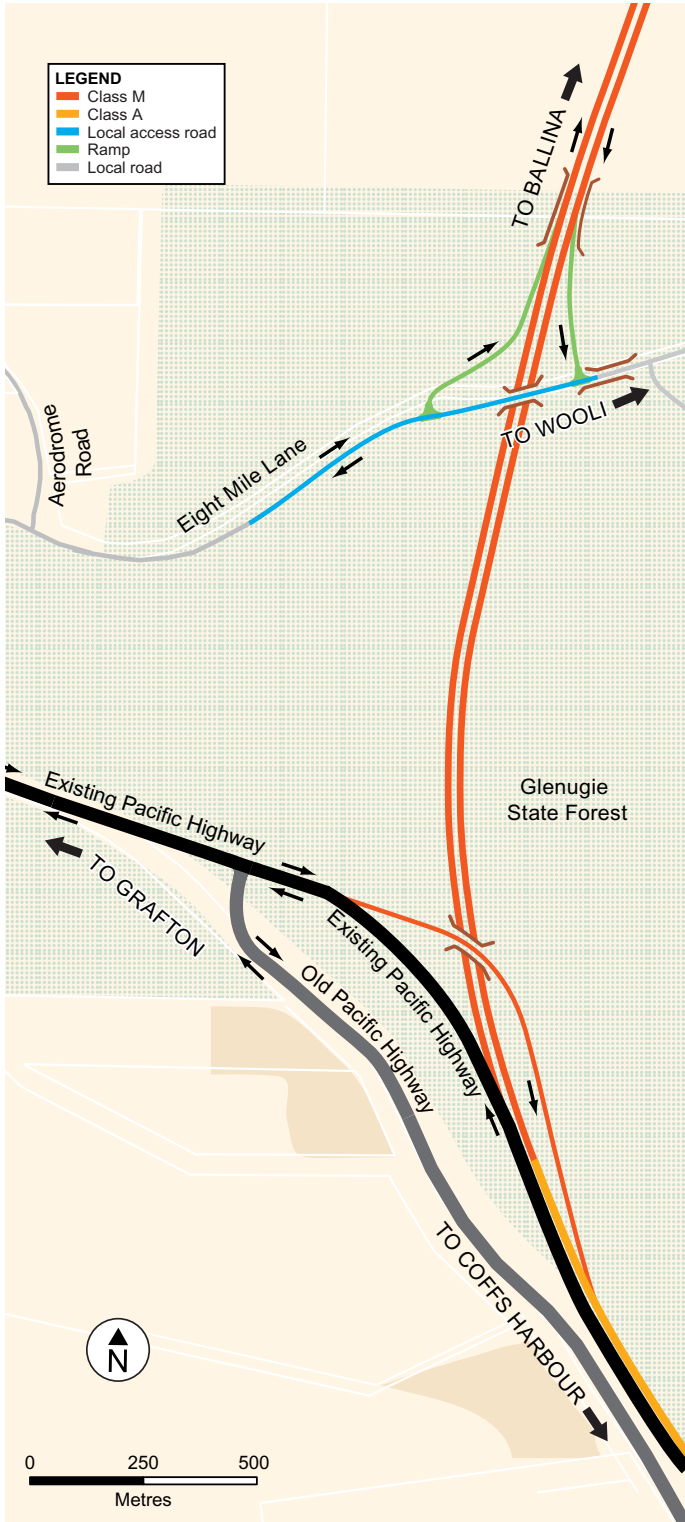 LEGEND
Class M
Class A
Local access road
Ramp
Local road
TO BALLINA
Aerodrome
Road
Eight Mile Lane
TO WOOLI
Glenugie
State Forest
Existing Pacific Highway
TO GRAFTON
Existing Pacific Highway
Old Pacific Highway
TO COFFS HARBOUR
N
0 250 500
Metres